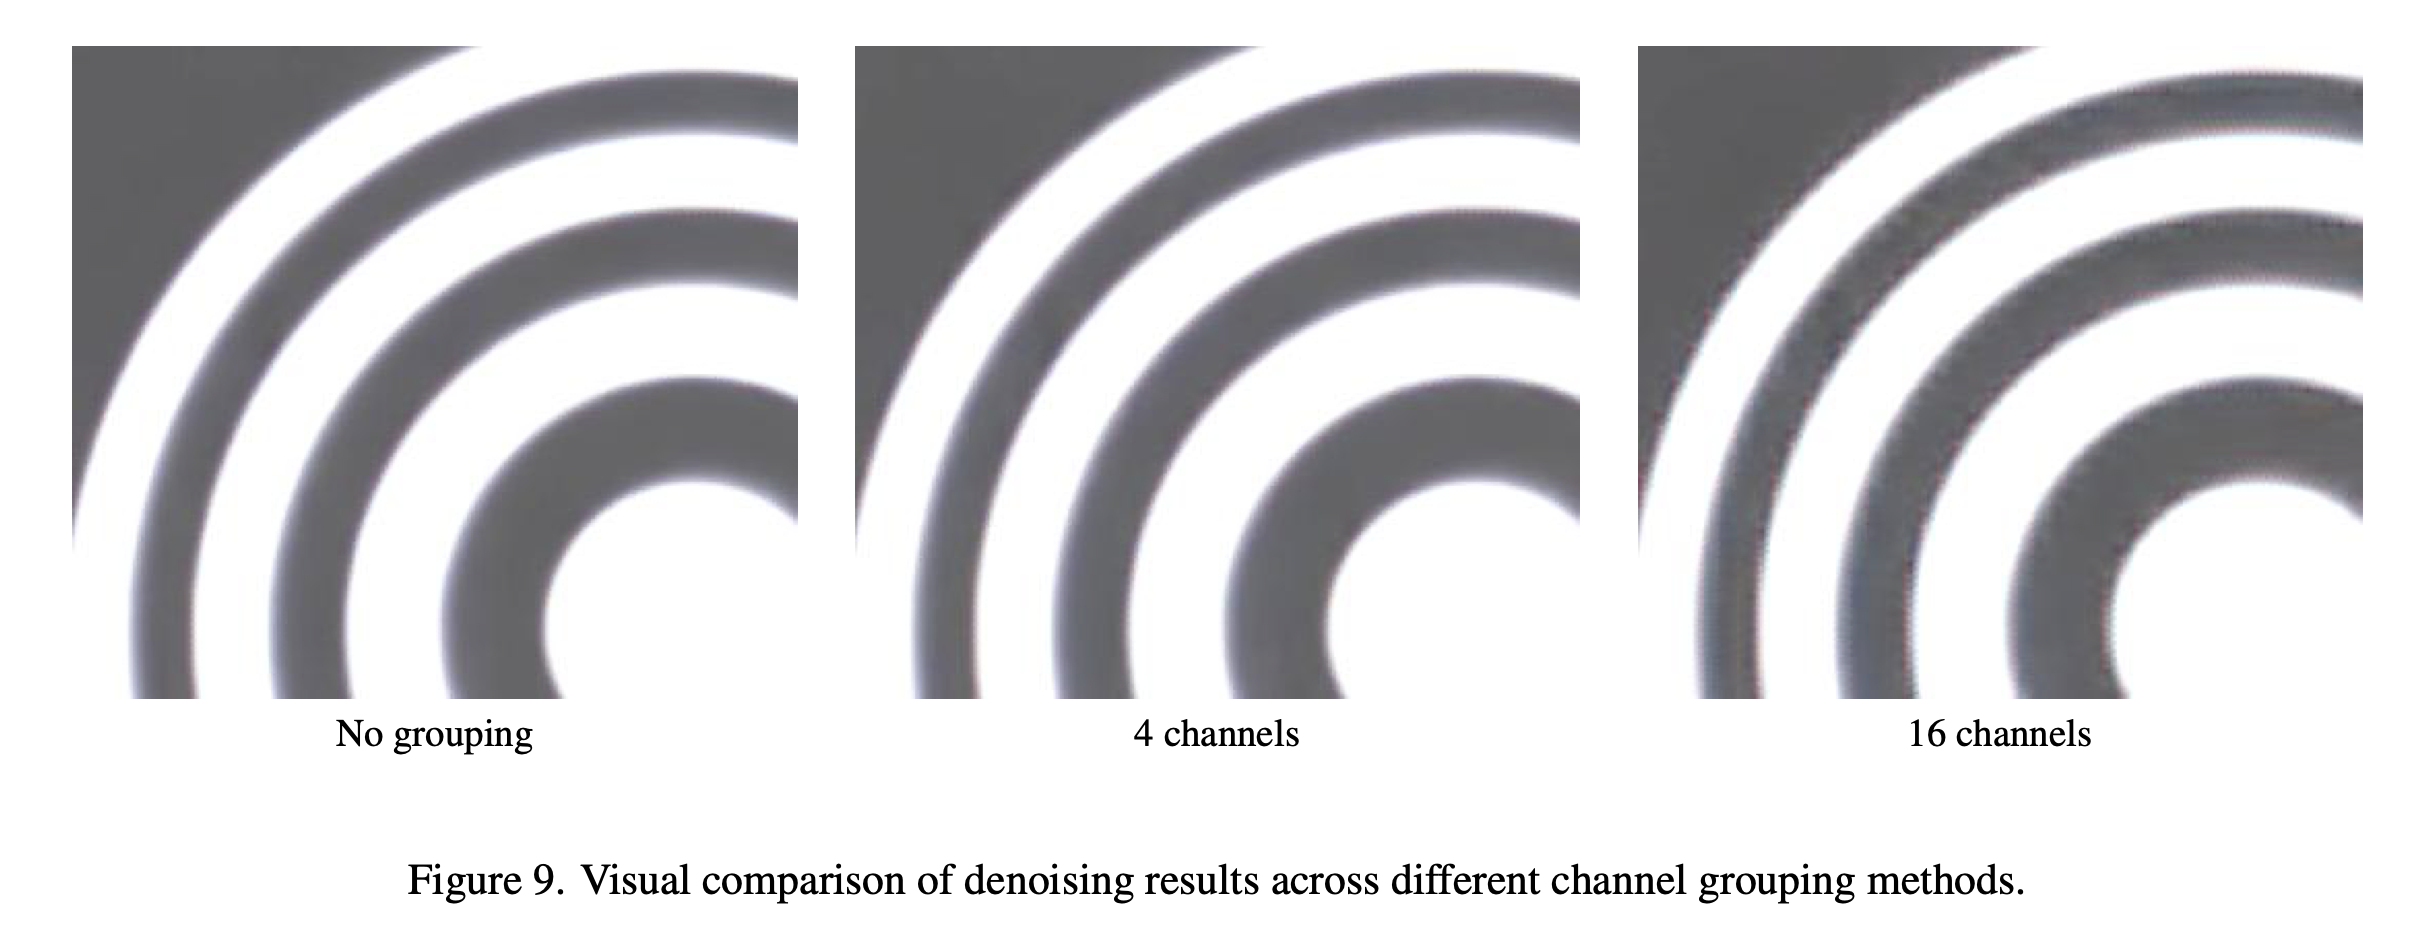 No grouping
4 channels
16 channels
Figure 9. Visual comparison of denoising results across different channel grouping methods.